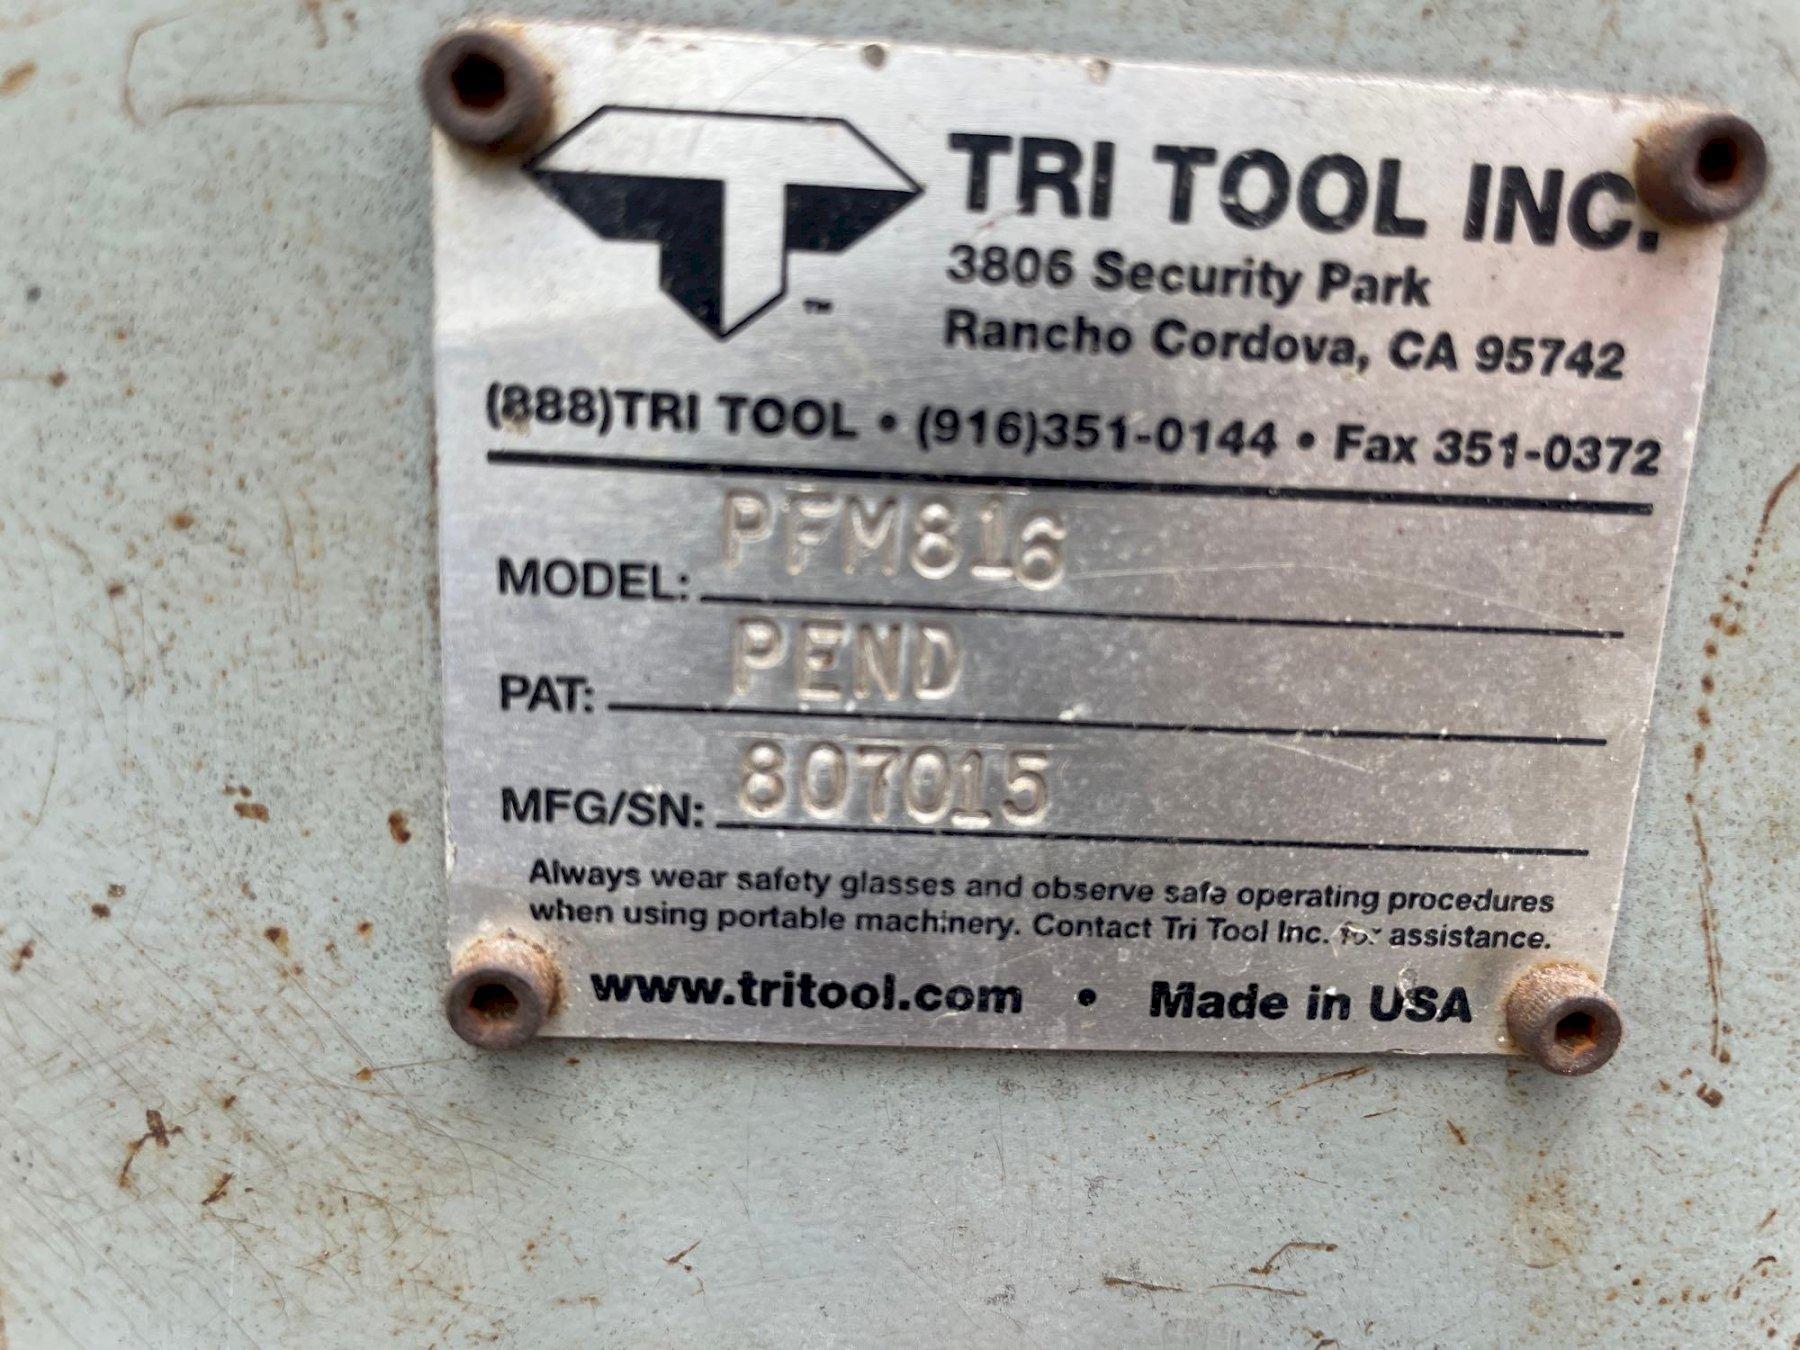 TRI TOOL INC.
3806 Security Park
Rancho Cordova, CA 95742
™
(888)TRI TOOL • (916)351-0144 • Fax 351-0372
MODEL: PFM816
PAT: PEND
MFG/SN: 807015
Always wear safety glasses and observe safe operating procedures
when using portable machinery. Contact Tri Tool Inc. for assistance.
www.tritool.com • Made in USA